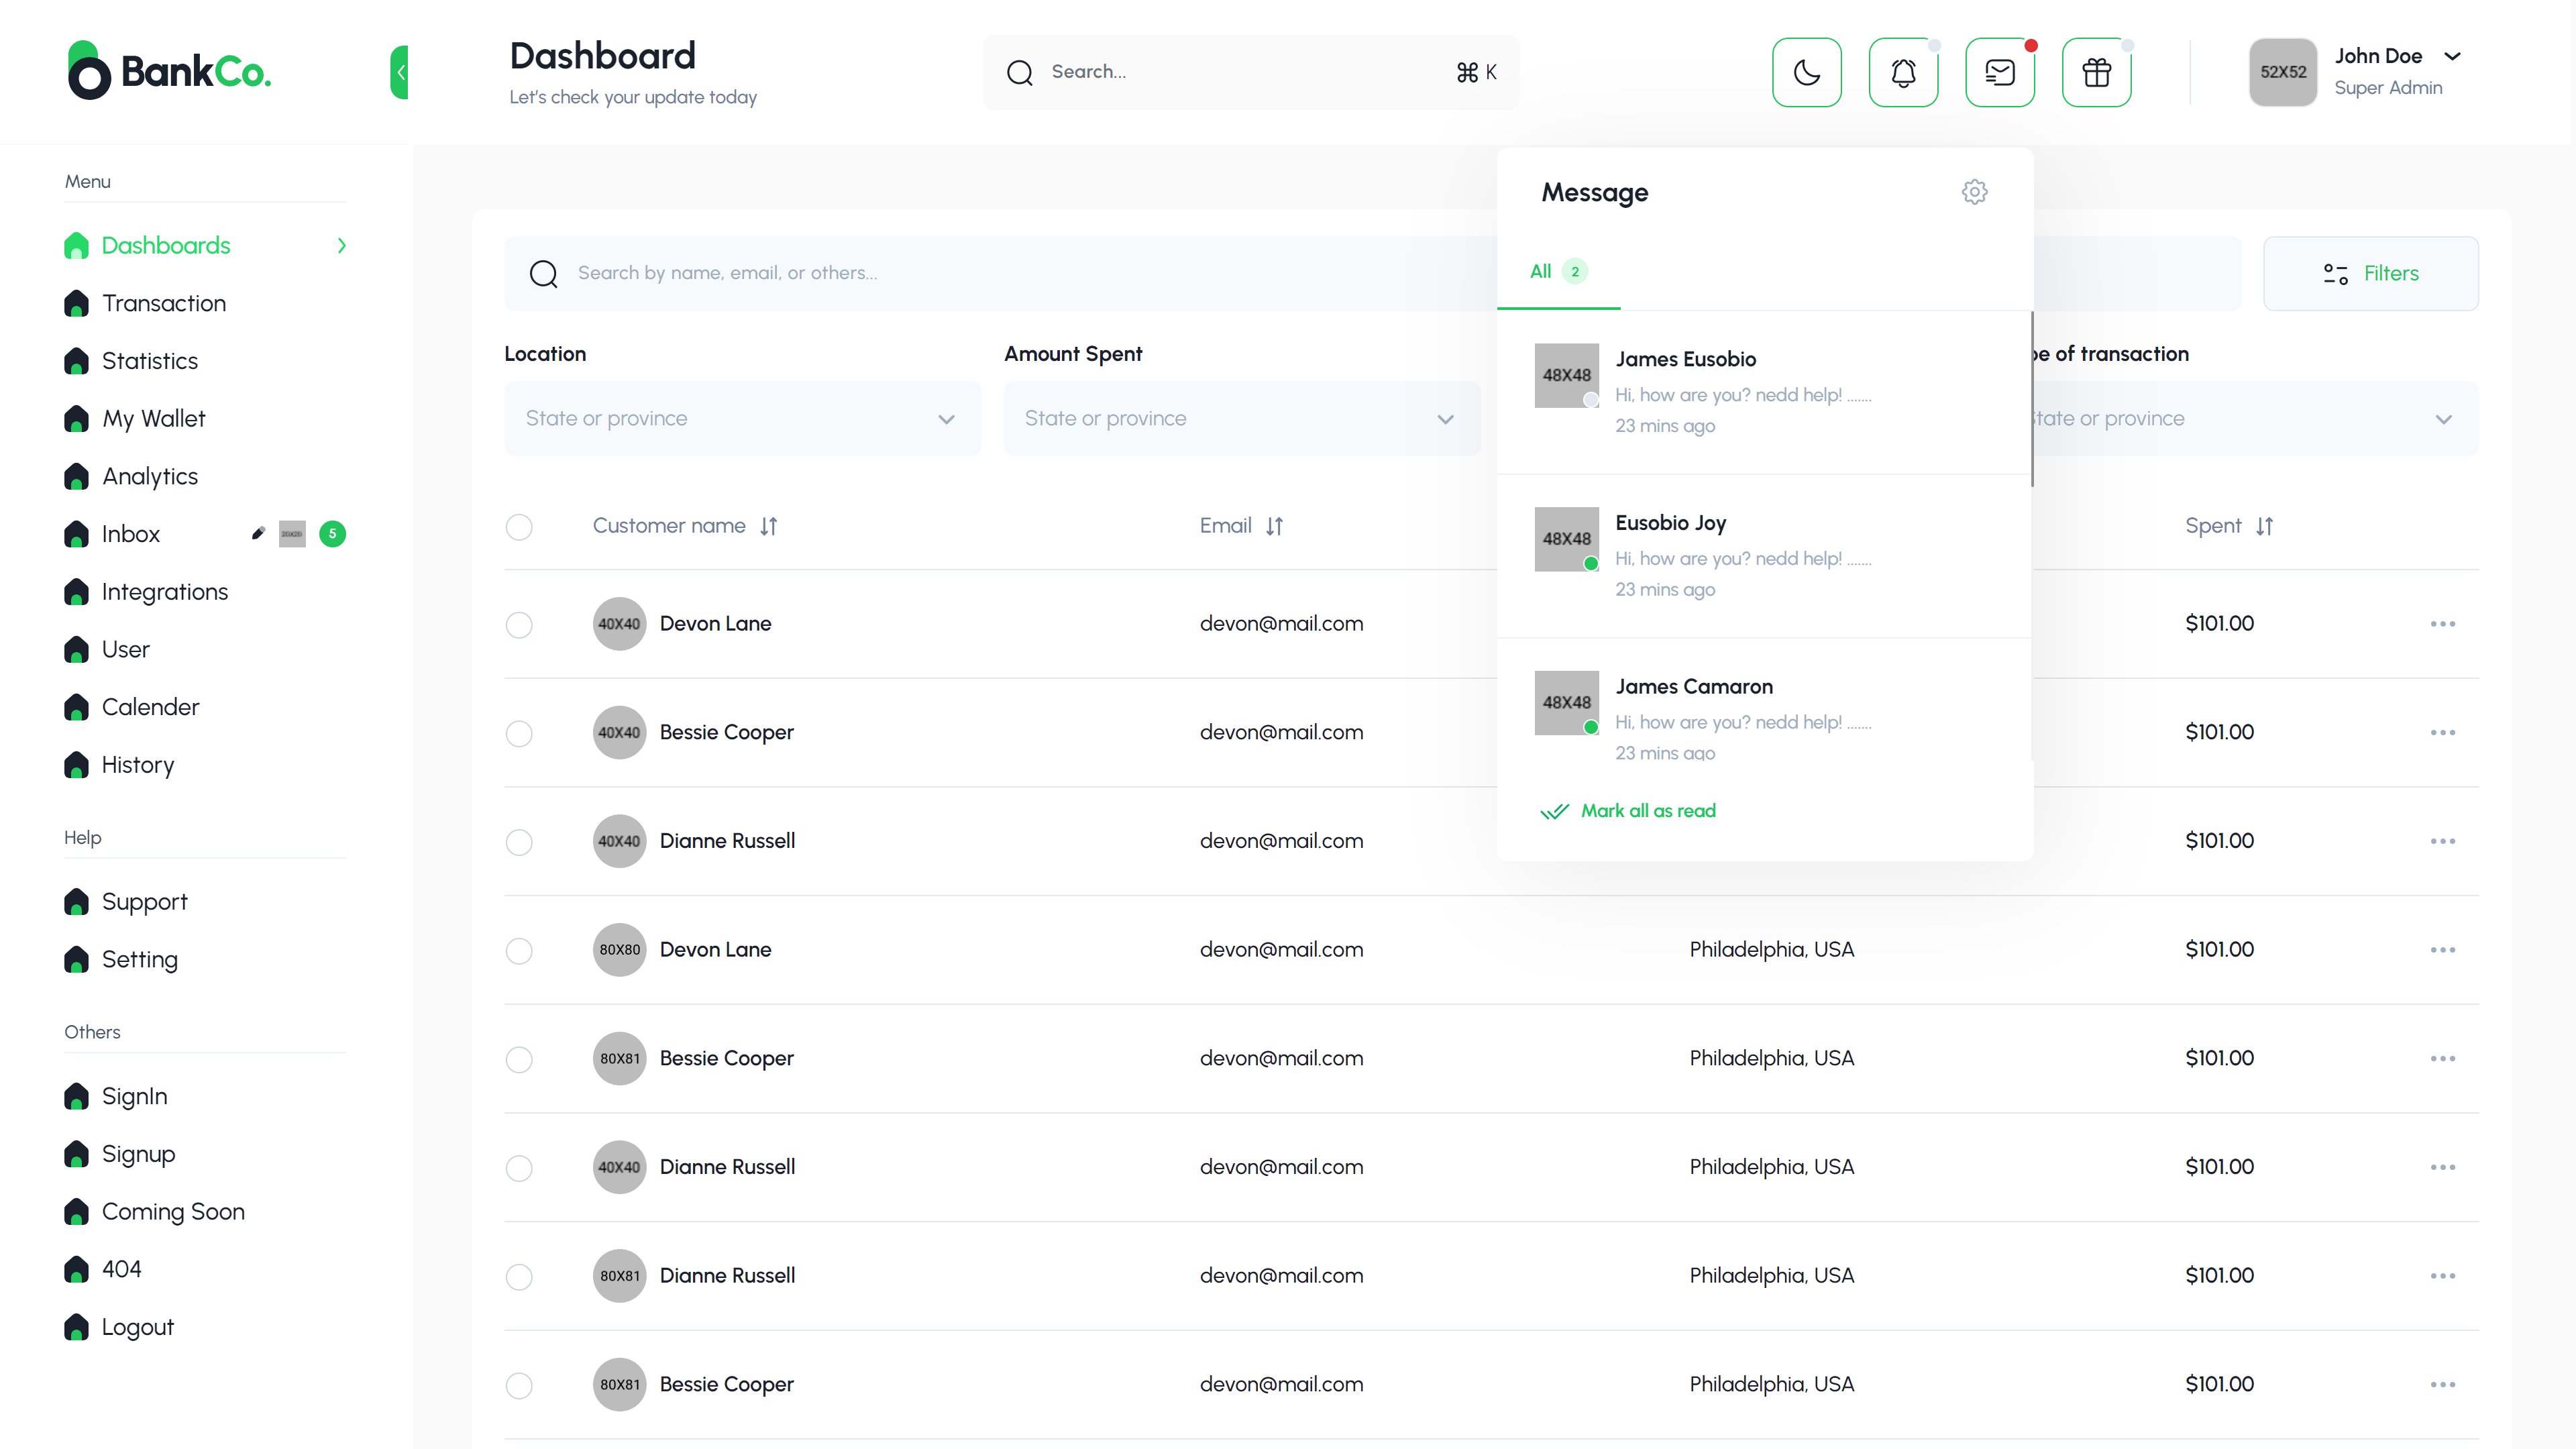 BankCo.
Dashboard
Let's check your update today
Search...
⌘ K
52X52
John Doe
Super Admin
Menu
Dashboards
Transaction
Statistics
My Wallet
Analytics
Inbox
20X20
5
Integrations
User
Calender
History
Help
Support
Setting
Others
SignIn
Signup
Coming Soon
404
Logout
Search by name, email, or others...
Filters
Location
Amount Spent
pe of transaction
State or province
State or province
tate or province
Customer name
Email
Spent
40X40 Devon Lane devon@mail.com $101.00
40X40 Bessie Cooper devon@mail.com $101.00
40X40 Dianne Russell devon@mail.com $101.00
80X80 Devon Lane devon@mail.com Philadelphia, USA $101.00
80X81 Bessie Cooper devon@mail.com Philadelphia, USA $101.00
40X40 Dianne Russell devon@mail.com Philadelphia, USA $101.00
80X81 Dianne Russell devon@mail.com Philadelphia, USA $101.00
80X81 Bessie Cooper devon@mail.com Philadelphia, USA $101.00
Message
All 2
48X48
James Eusobio
Hi, how are you? nedd help! .......
23 mins ago
48X48
Eusobio Joy
Hi, how are you? nedd help! .......
23 mins ago
48X48
James Camaron
Hi, how are you? nedd help! .......
23 mins ago
Mark all as read